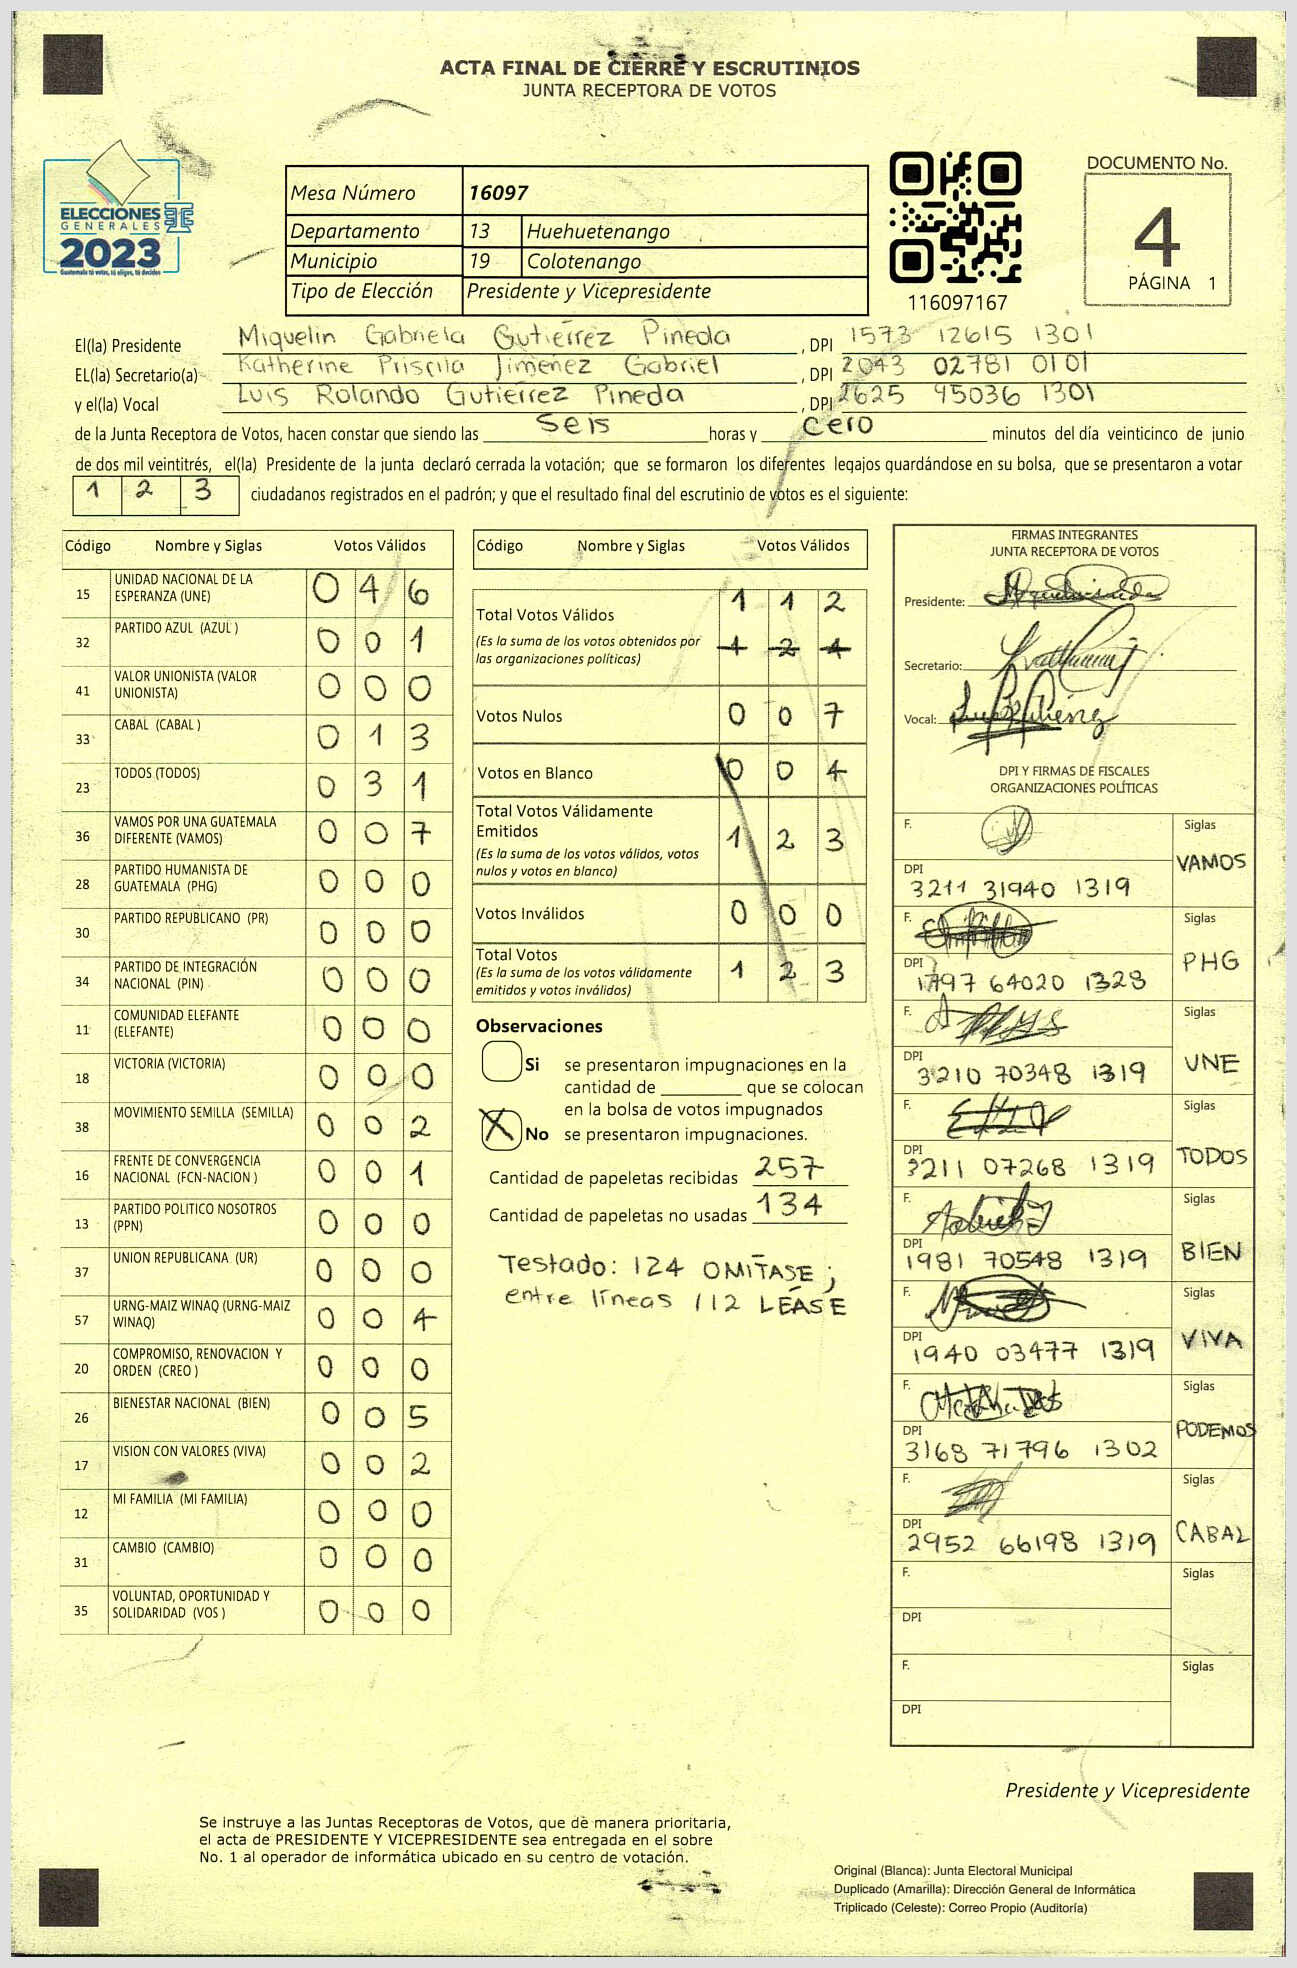 ACTA FINAL DE CIERRE Y ESCRUTINIOS
JUNTA RECEPTORA DE VOTOS
ELECCIONES
GENERALES
2023
Guatemala tú votas, tú eliges, tú decides
Mesa Número 16097
Departamento 13 Huehuetenango
Municipio 19 Colotenango
Tipo de Elección Presidente y Vicepresidente
116097167
DOCUMENTO No.
4
PÁGINA 1
El(la) Presidente Miquelin Gabriela Gutiérrez Pineda, DPI 1573 12615 1301
EL(la) Secretario(a) Katherine Priscila Jiménez Gabriel, DPI 2043 02781 0101
y el(la) Vocal Luis Rolando Gutiérrez Pineda, DPI 2625 45036 1301
de la Junta Receptora de Votos, hacen constar que siendo las Seis horas y Cero minutos del día veinticinco de junio
de dos mil veintitrés, el(la) Presidente de la junta declaró cerrada la votación; que se formaron los diferentes legajos guardándose en su bolsa, que se presentaron a votar
1 2 3 ciudadanos registrados en el padrón; y que el resultado final del escrutinio de votos es el siguiente:
Código Nombre y Siglas Votos Válidos
15 UNIDAD NACIONAL DE LA ESPERANZA (UNE) 0 4 6
32 PARTIDO AZUL (AZUL ) 0 0 1
41 VALOR UNIONISTA (VALOR UNIONISTA) 0 0 0
33 CABAL (CABAL ) 0 1 3
23 TODOS (TODOS) 0 3 1
36 VAMOS POR UNA GUATEMALA DIFERENTE (VAMOS) 0 0 7
28 PARTIDO HUMANISTA DE GUATEMALA (PHG) 0 0 0
30 PARTIDO REPUBLICANO (PR) 0 0 0
34 PARTIDO DE INTEGRACIÓN NACIONAL (PIN) 0 0 0
11 COMUNIDAD ELEFANTE (ELEFANTE) 0 0 0
18 VICTORIA (VICTORIA) 0 0 0
38 MOVIMIENTO SEMILLA (SEMILLA) 0 0 2
16 FRENTE DE CONVERGENCIA NACIONAL (FCN-NACION ) 0 0 1
13 PARTIDO POLITICO NOSOTROS (PPN) 0 0 0
37 UNION REPUBLICANA (UR) 0 0 0
57 URNG-MAIZ WINAQ (URNG-MAIZ WINAQ) 0 0 4
20 COMPROMISO, RENOVACION Y ORDEN (CREO ) 0 0 0
26 BIENESTAR NACIONAL (BIEN) 0 0 5
17 VISION CON VALORES (VIVA) 0 0 2
12 MI FAMILIA (MI FAMILIA) 0 0 0
31 CAMBIO (CAMBIO) 0 0 0
35 VOLUNTAD, OPORTUNIDAD Y SOLIDARIDAD (VOS ) 0 0 0
Código Nombre y Siglas Votos Válidos
Total Votos Válidos 1 1 2
(Es la suma de los votos obtenidos por las organizaciones políticas) 1 2 4
Votos Nulos 0 0 7
Votos en Blanco 0 0 4
Total Votos Válidamente Emitidos
(Es la suma de los votos válidos, votos nulos y votos en blanco) 1 2 3
Votos Inválidos 0 0 0
Total Votos
(Es la suma de los votos válidamente emitidos y votos inválidos) 1 2 3
Observaciones
Si se presentaron impugnaciones en la
cantidad de ________ que se colocan
en la bolsa de votos impugnados
X No se presentaron impugnaciones.
Cantidad de papeletas recibidas 257
Cantidad de papeletas no usadas 134
Testado: 124 OMÍTASE;
entre líneas 112 LÉASE
FIRMAS INTEGRANTES
JUNTA RECEPTORA DE VOTOS
Presidente:
Secretario:
Vocal:
DPI Y FIRMAS DE FISCALES
ORGANIZACIONES POLÍTICAS
F. Siglas VAMOS
DPI 3211 31940 1319
F. Siglas PHG
DPI 1797 64020 1328
F. Siglas UNE
DPI 3210 70348 1319
F. Siglas TODOS
DPI 3211 07268 1319
F. Siglas BIEN
DPI 1981 70548 1319
F. Siglas VIVA
DPI 1940 03477 1319
F. Siglas PODEMOS
DPI 3168 71796 1302
F. Siglas CABAL
DPI 2952 66198 1319
F. Siglas
DPI
F. Siglas
DPI
Presidente y Vicepresidente
Se instruye a las Juntas Receptoras de Votos, que de manera prioritaria,
el acta de PRESIDENTE Y VICEPRESIDENTE sea entregada en el sobre
No. 1 al operador de informática ubicado en su centro de votación.
Original (Blanca): Junta Electoral Municipal
Duplicado (Amarilla): Dirección General de Informática
Triplicado (Celeste): Correo Propio (Auditoría)